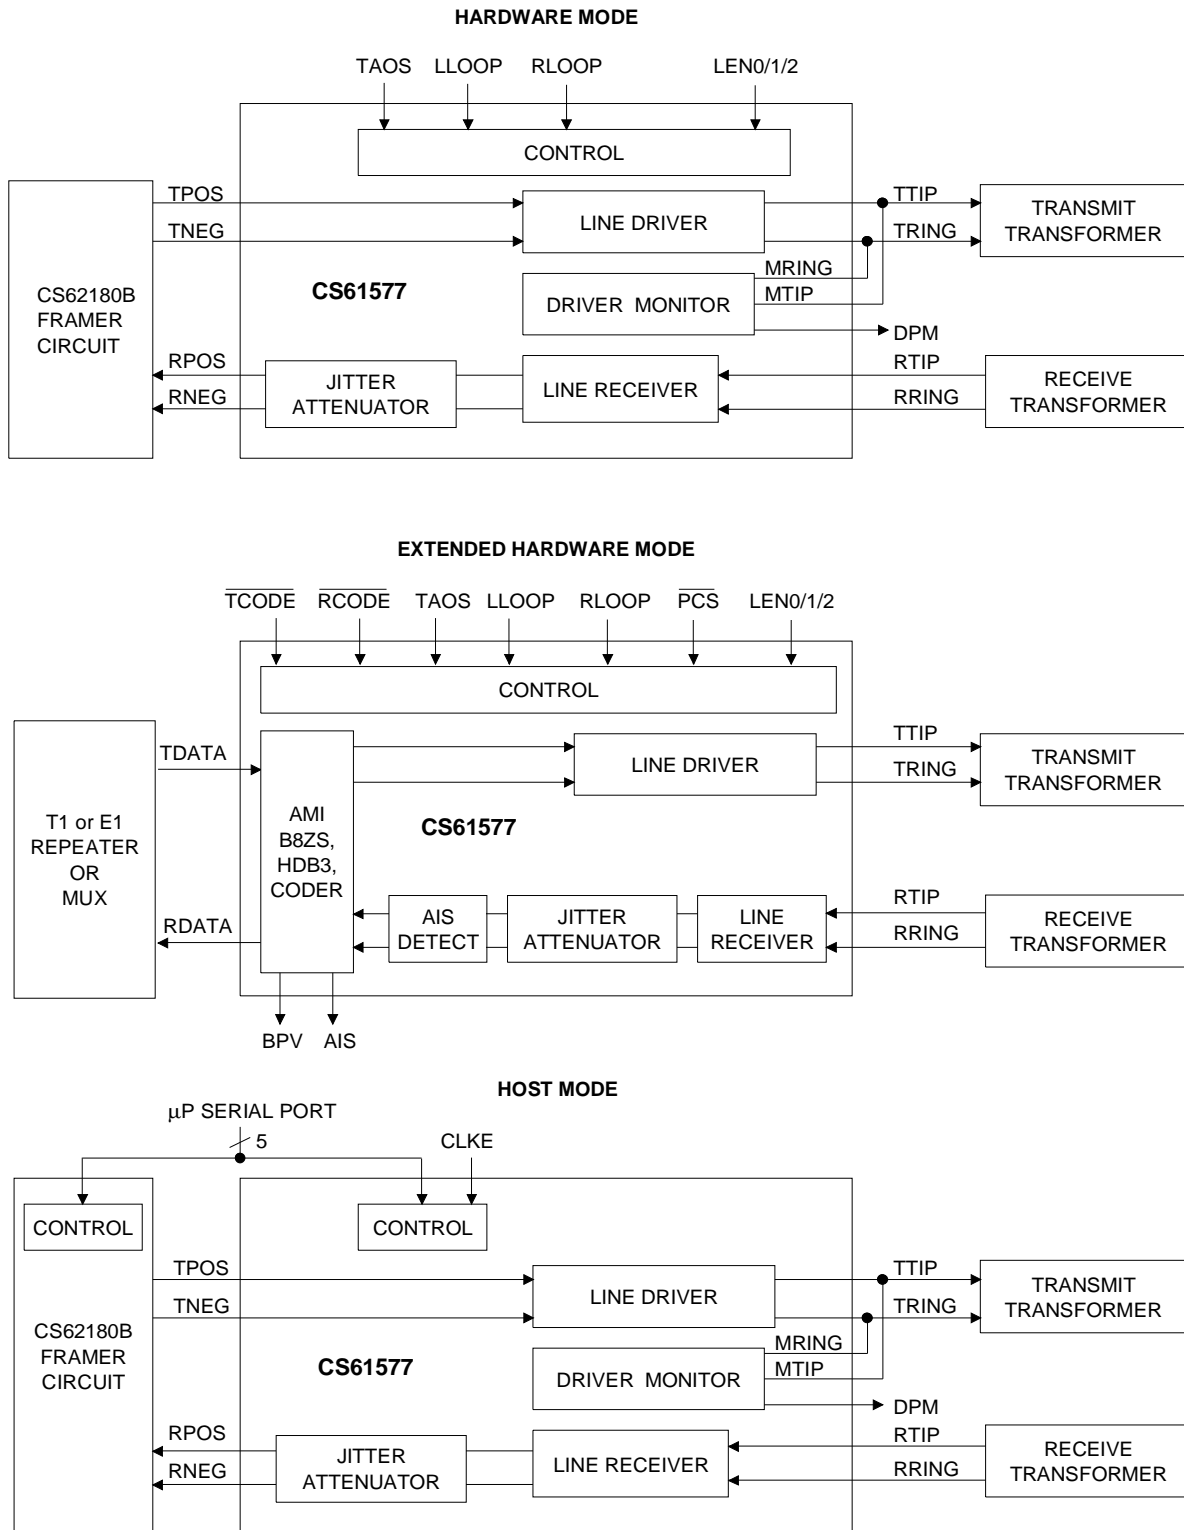 HARDWARE MODE
TAOS LLOOP RLOOP LEN0/1/2
CONTROL
TPOS
TNEG
LINE DRIVER
TTIP
TRING
TRANSMIT
TRANSFORMER
CS62180B
FRAMER
CIRCUIT
CS61577
DRIVER MONITOR
MRING
MTIP
DPM
RPOS
RNEG
JITTER
ATTENUATOR
LINE RECEIVER
RTIP
RRING
RECEIVE
TRANSFORMER
EXTENDED HARDWARE MODE
T̅C̅O̅D̅E̅ R̅C̅O̅D̅E̅ TAOS LLOOP RLOOP P̅C̅S̅ LEN0/1/2
CONTROL
TDATA
LINE DRIVER
TTIP
TRING
TRANSMIT
TRANSFORMER
T1 or E1
REPEATER
OR
MUX
AMI
B8ZS,
HDB3,
CODER
CS61577
RDATA
AIS
DETECT
JITTER
ATTENUATOR
LINE
RECEIVER
RTIP
RRING
RECEIVE
TRANSFORMER
BPV AIS
HOST MODE
µP SERIAL PORT
5
CLKE
CONTROL
CONTROL
TPOS
TNEG
LINE DRIVER
TTIP
TRING
TRANSMIT
TRANSFORMER
CS62180B
FRAMER
CIRCUIT
CS61577
DRIVER MONITOR
MRING
MTIP
DPM
RPOS
RNEG
JITTER
ATTENUATOR
LINE RECEIVER
RTIP
RRING
RECEIVE
TRANSFORMER